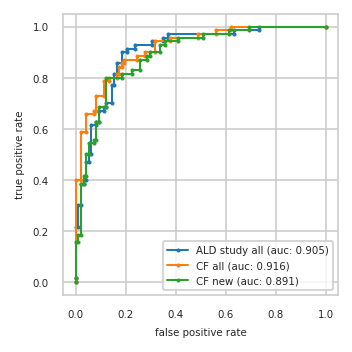 true positive rate
1.0
0.8
0.6
0.4
0.2
0.0
ALD study all (auc: 0.905)
CF all (auc: 0.916)
CF new (auc: 0.891)
0.0 0.2 0.4 0.6 0.8 1.0
false positive rate